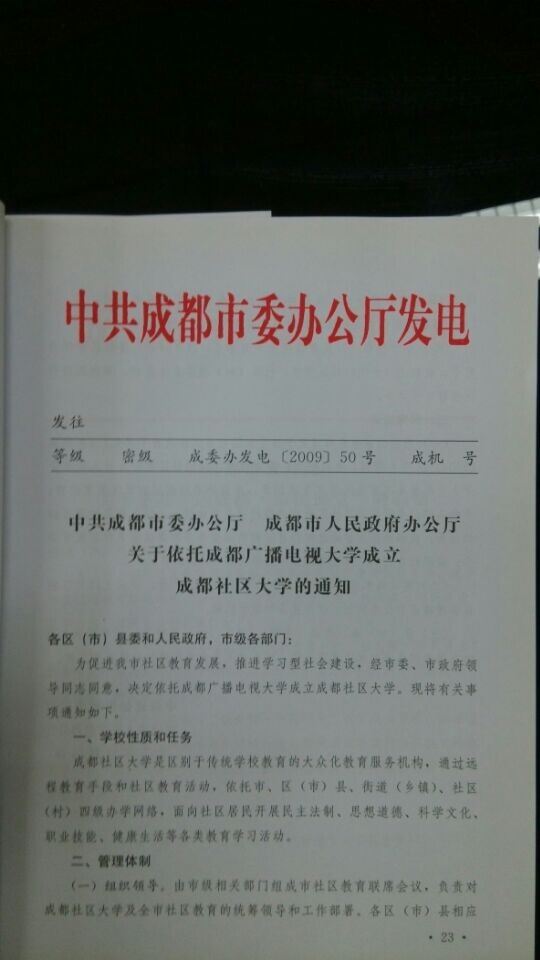 中共成都市委办公厅发电
发往
等级 密级 成委办发电〔2009〕50号 成机 号
中共成都市委办公厅 成都市人民政府办公厅
关于依托成都广播电视大学成立
成都社区大学的通知
各区（市）县委和人民政府，市级各部门：
为促进我市社区教育发展，推进学习型社会建设，经市委、市政府领
导同志同意，决定依托成都广播电视大学成立成都社区大学。现将有关事
项通知如下。
一、学校性质和任务
成都社区大学是区别于传统学校教育的大众化教育服务机构，通过远
程教育手段和社区教育活动，依托市、区（市）县、街道（乡镇）、社区
（村）四级办学网络，面向社区居民开展民主法制、思想道德、科学文化、
职业技能、健康生活等各类教育学习活动。
二、管理体制
（一）组织领导。由市级相关部门组成市社区教育联席会议，负责对
成都社区大学及全市社区教育的统筹领导和工作部署。各区（市）县相应
·23·